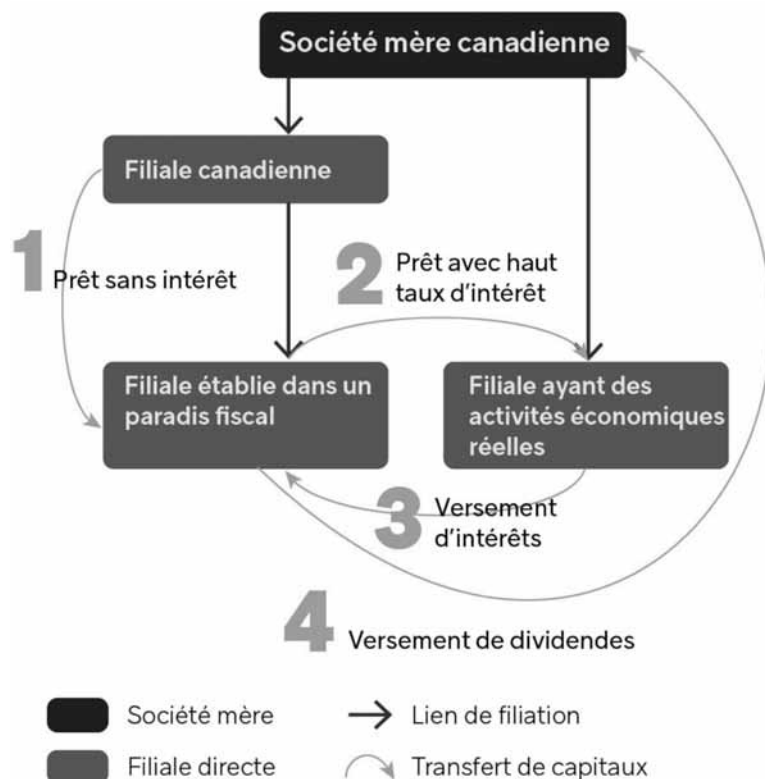 Société mère canadienne
Filiale canadienne
1
Prêt sans intérêt
2
Prêt avec haut
taux d'intérêt
Filiale établie dans un
paradis fiscal
Filiale ayant des
activités économiques
réelles
3
Versement
d'intérêts
4
Versement de dividendes
Société mère
Lien de filiation
Filiale directe
Transfert de capitaux